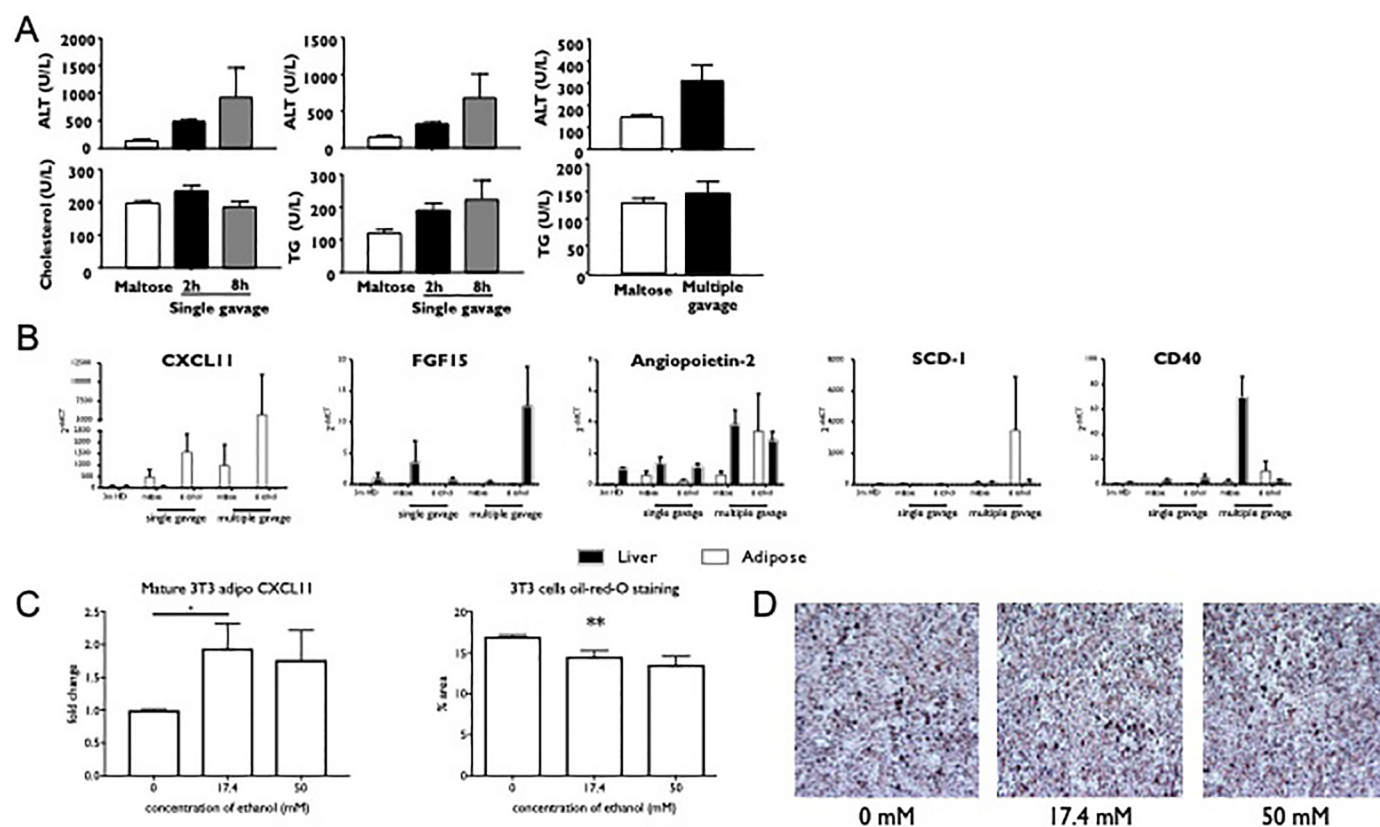 A
2000
1500
1000
500
0
ALT (U/L)
1500
1000
500
0
ALT (U/L)
500
400
300
200
100
0
ALT (U/L)
300
200
100
0
Cholesterol (U/L)
Maltose 2h 8h
Single gavage
300
200
100
0
TG (U/L)
Maltose 2h 8h
Single gavage
200
150
100
50
0
TG (U/L)
Maltose Multiple
gavage
B
CXCL11
single gavage multiple gavage
FGF15
single gavage multiple gavage
Angiopoietin-2
single gavage multiple gavage
SCD-1
single gavage multiple gavage
CD40
single gavage multiple gavage
Liver Adipose
C
Mature 3T3 adipo CXCL11
2.5
2.0
1.5
1.0
0.5
0.0
fold change
*
0 17.4 50
concentration of ethanol (mM)
3T3 cells oil-red-O staining
20
15
10
5
0
% area
**
0 17.4 50
concentration of ethanol (mM)
D
0 mM 17.4 mM 50 mM